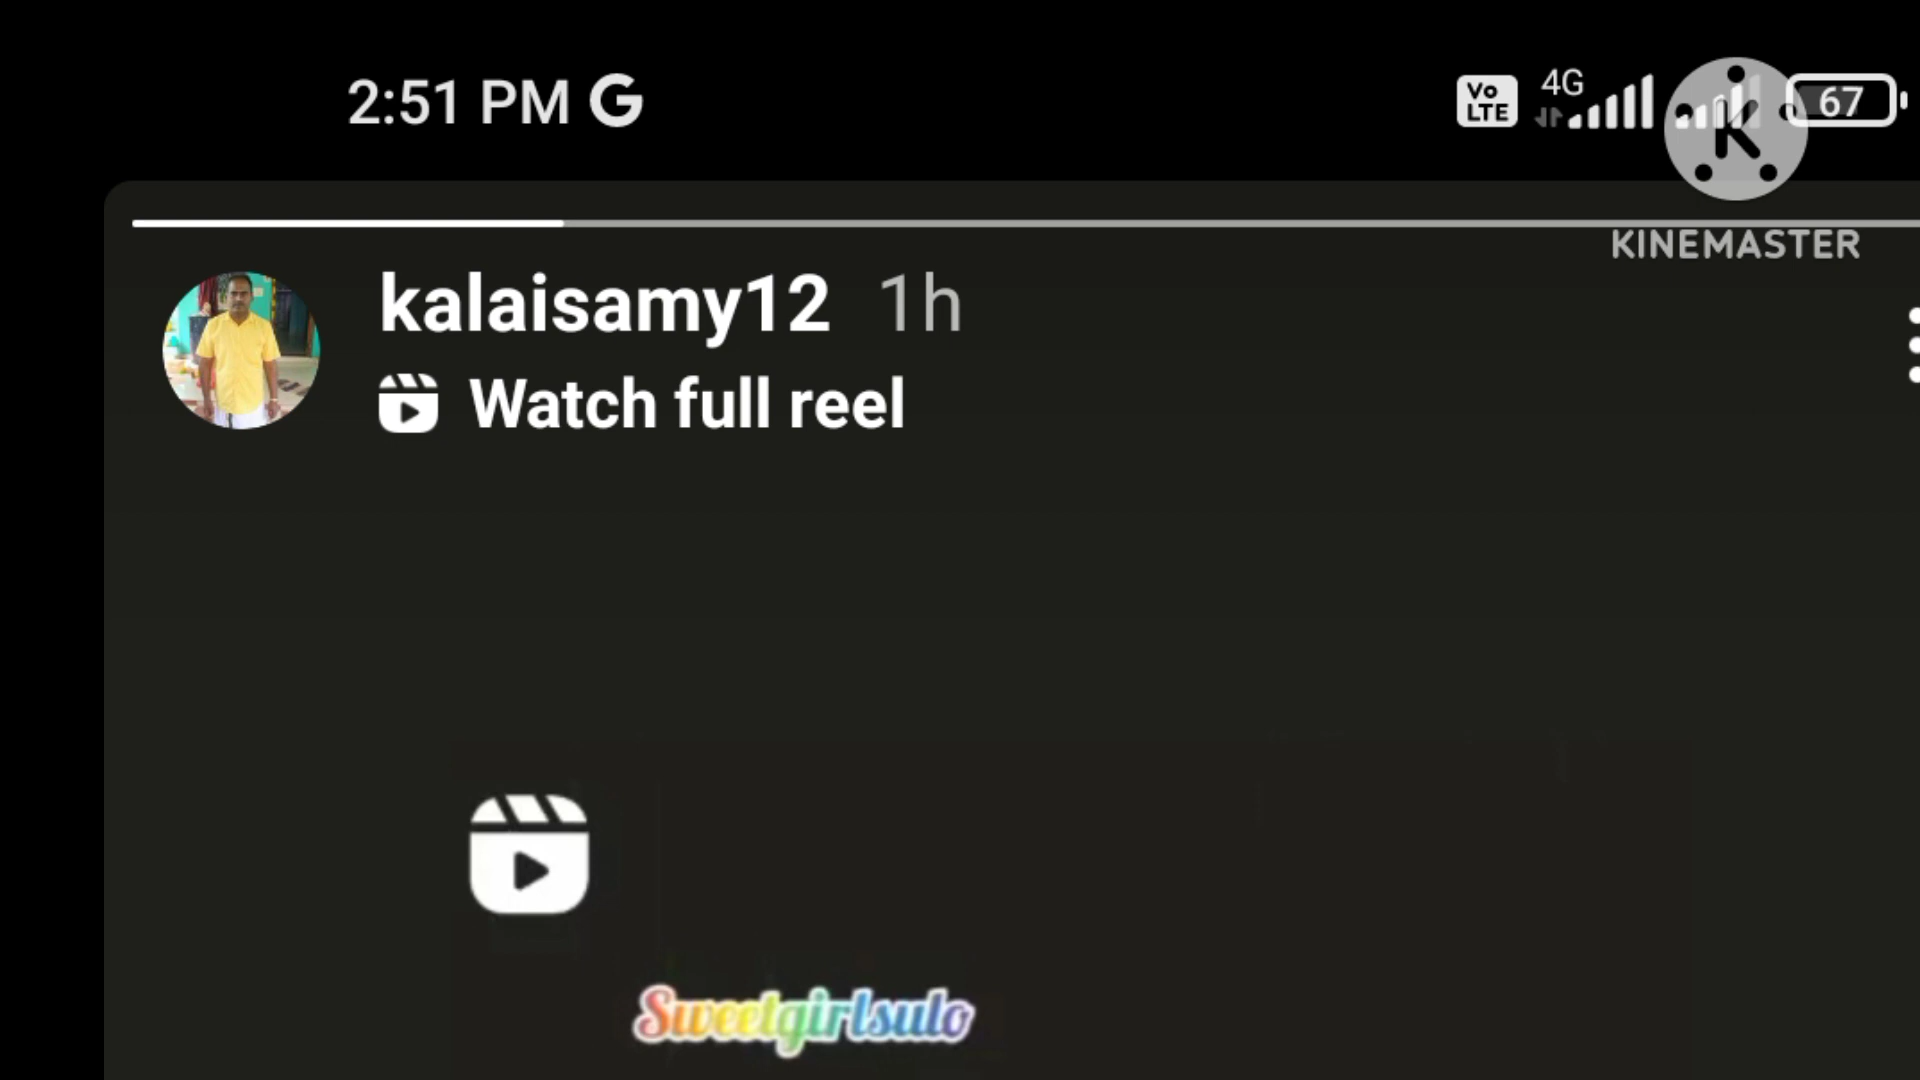 2:51 PM G
Vo LTE 4G 67
KINEMASTER
kalaisamy12 1h
Watch full reel
Sweetgirlsulo